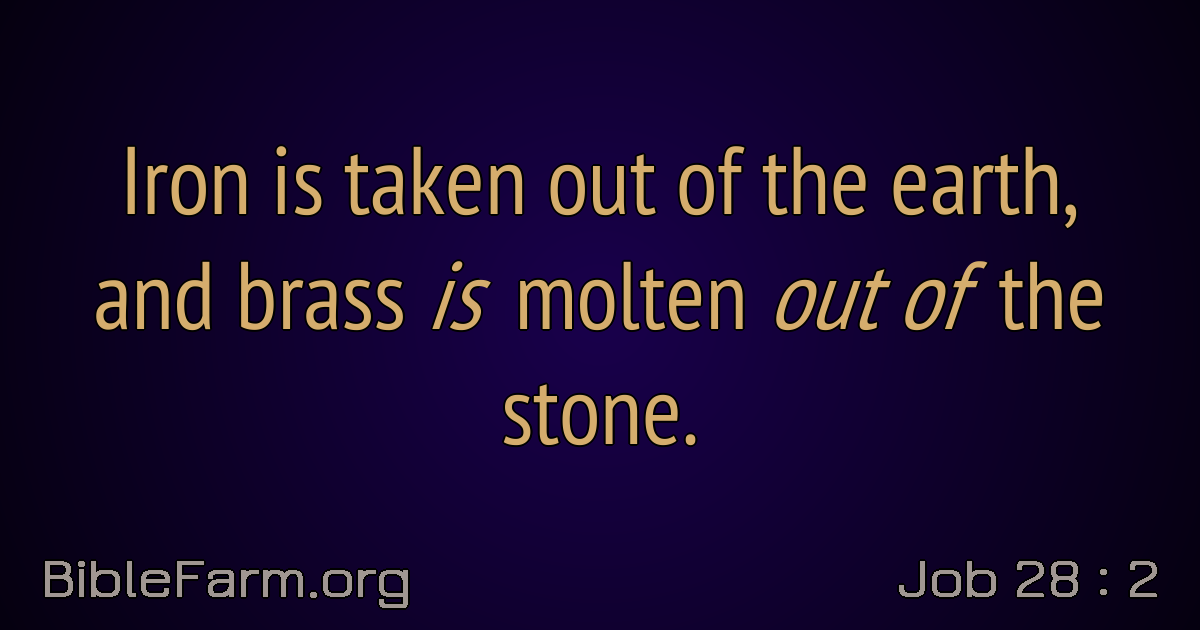 Iron is taken out of the earth,
and brass is molten out of the
stone.
BibleFarm.org
Job 28 : 2